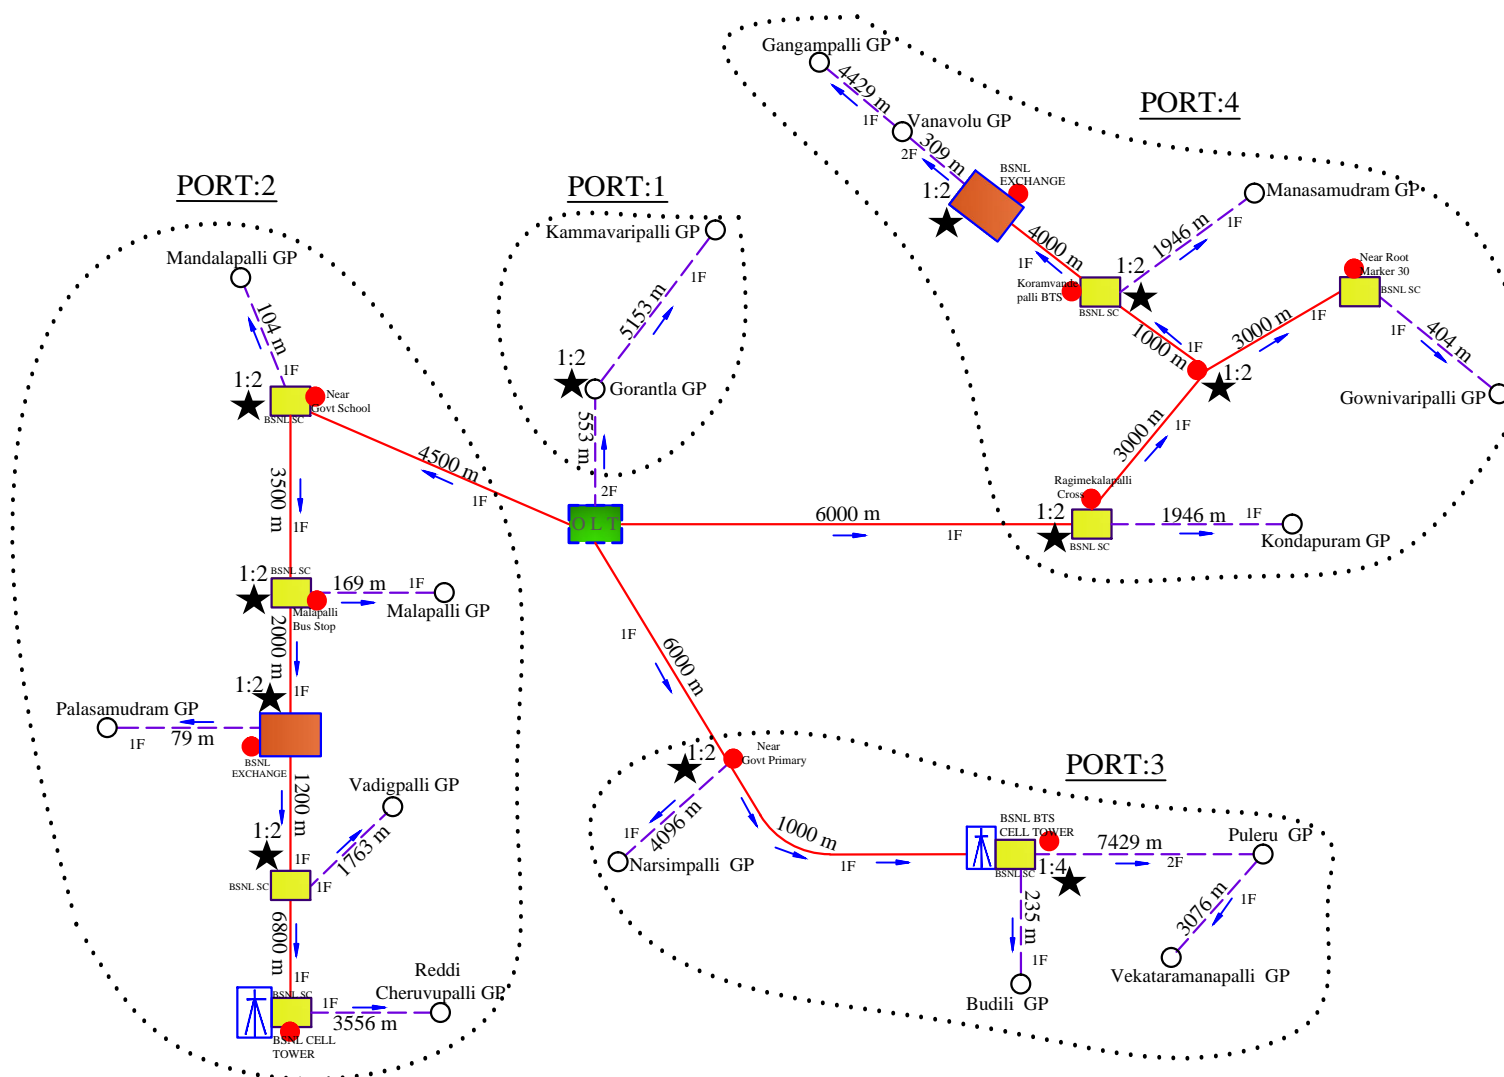 PORT:4
Gangampalli GP
4429 m
1F
Vanavolu GP
2F
309 m
BSNL
EXCHANGE
1:2
4000 m
1F
Koramvande
palli BTS
BSNL SC
1:2
1946 m
1F
Manasamudram GP
1000 m
1F
1:2
3000 m
1F
Near Root
Marker 30
BSNL SC
1F
404 m
Gownivaripalli GP
3000 m
1F
Ragimekalapalli
Cross
1:2
BSNL SC
1946 m
1F
Kondapuram GP
6000 m
1F
PORT:1
Kammavaripalli GP
1F
5153 m
1:2
Gorantla GP
553 m
2F
OLT
PORT:2
Mandalapalli GP
104 m
1F
1:2
Near
Govt School
BSNL SC
4500 m
1F
3500 m
1F
BSNL SC
1:2
169 m
1F
Malapalli GP
Malapalli
Bus Stop
2000 m
1F
1:2
Palasamudram GP
1F
79 m
BSNL
EXCHANGE
1200 m
1F
Vadigpalli GP
1763 m
1F
1:2
BSNL SC
6800 m
1F
BSNL SC
1F
3556 m
Reddi
Cheruvupalli GP
BSNL CELL
TOWER
1F
6000 m
PORT:3
1:2
Near
Govt Primary
1F
4096 m
Narsimpalli GP
1000 m
1F
BSNL BTS
CELL TOWER
BSNL SC
1:4
7429 m
2F
Puleru GP
3076 m
1F
Vekataramanapalli GP
235 m
1F
Budili GP